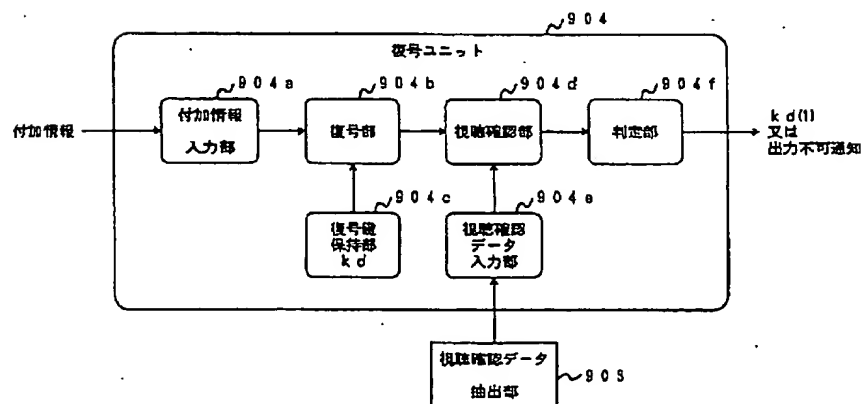 904
復号ユニット
904a
904b
904d
904f
付加情報
付加情報
入力部
復号部
視聴確認部
判定部
kd(1)
又は
出力不可通知
904c
904e
復号鍵
保持部
kd
視聴確認
データ
入力部
視聴確認データ
抽出部
903